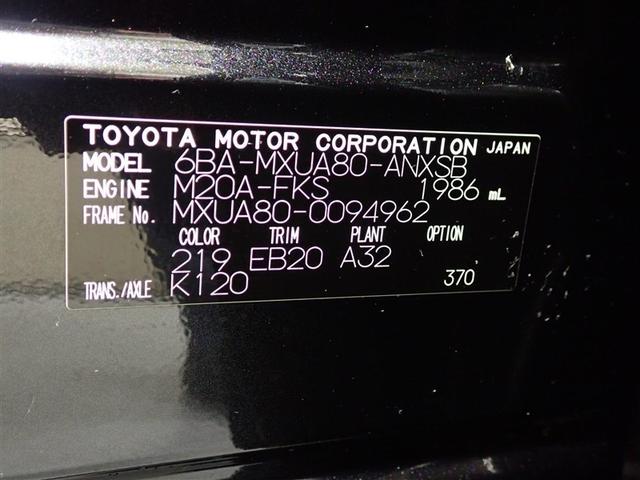 TOYOTA MOTOR CORPORATION JAPAN
MODEL 6BA-MXUA80-ANXSB
ENGINE M20A-FKS 1986 mL
FRAME No. MXUA80-0094962
COLOR TRIM PLANT OPTION
219 EB20 A32
TRANS./AXLE K120 370